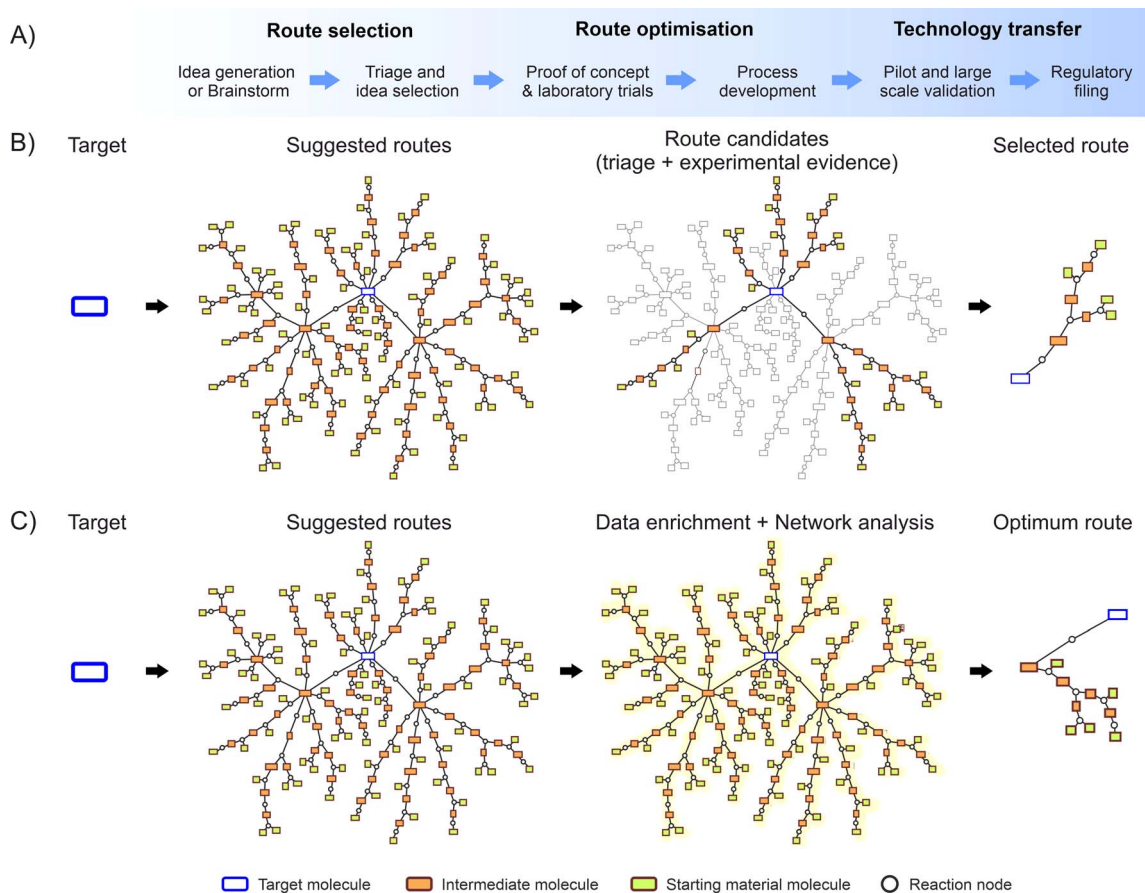 A)
Route selection
Route optimisation
Technology transfer
Idea generation
or Brainstorm
Triage and
idea selection
Proof of concept
& laboratory trials
Process
development
Pilot and large
scale validation
Regulatory
filing
B)
Target
Suggested routes
Route candidates
(triage + experimental evidence)
Selected route
C)
Target
Suggested routes
Data enrichment + Network analysis
Optimum route
Target molecule
Intermediate molecule
Starting material molecule
Reaction node